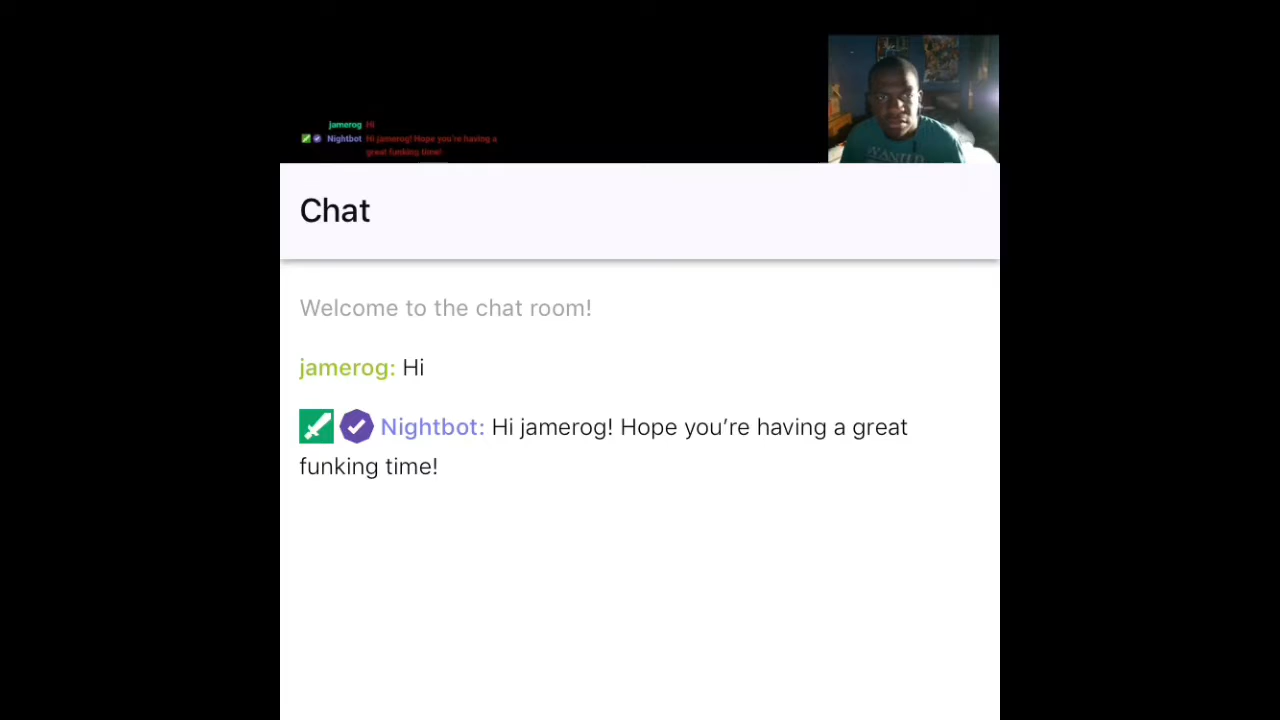 jamerog Hi
Nightbot Hi jamerog! Hope you're having a
great funking time!
WANTED
Chat
Welcome to the chat room!
jamerog: Hi
Nightbot: Hi jamerog! Hope you’re having a great
funking time!